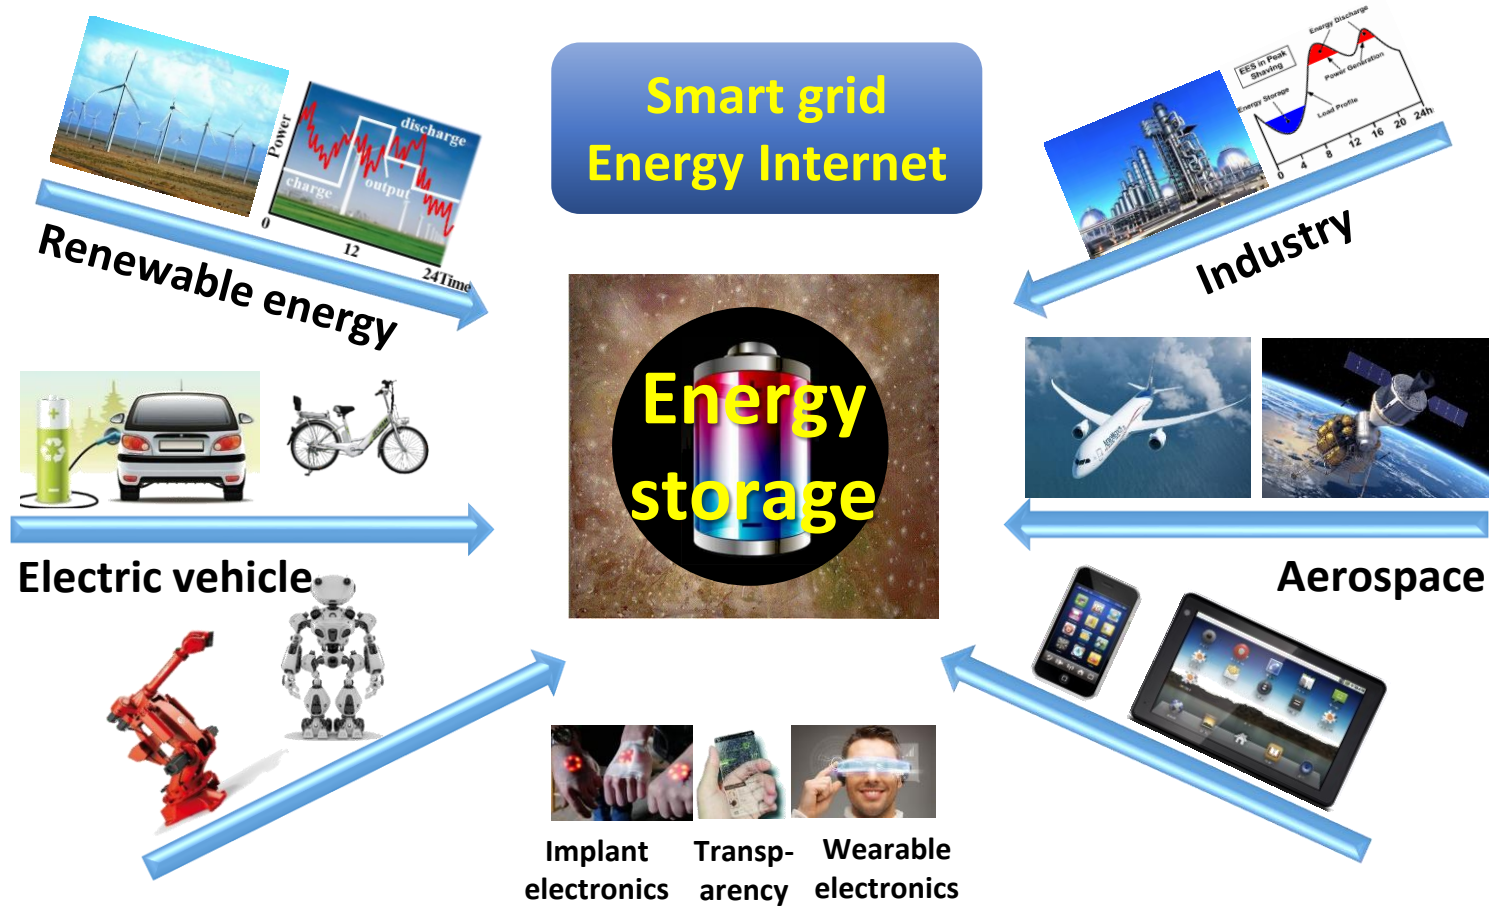 Smart grid
Energy Internet
Power
discharge
charge
output
0
12
24Time
Renewable energy
Energy Discharge
EES in Peak
Shaving
Power Generation
Energy Storage
Load Profile
0 4 8 12 16 20 24h
Industry
Energy
storage
Electric vehicle
Aerospace
Implant
electronics
Transp-
arency
Wearable
electronics